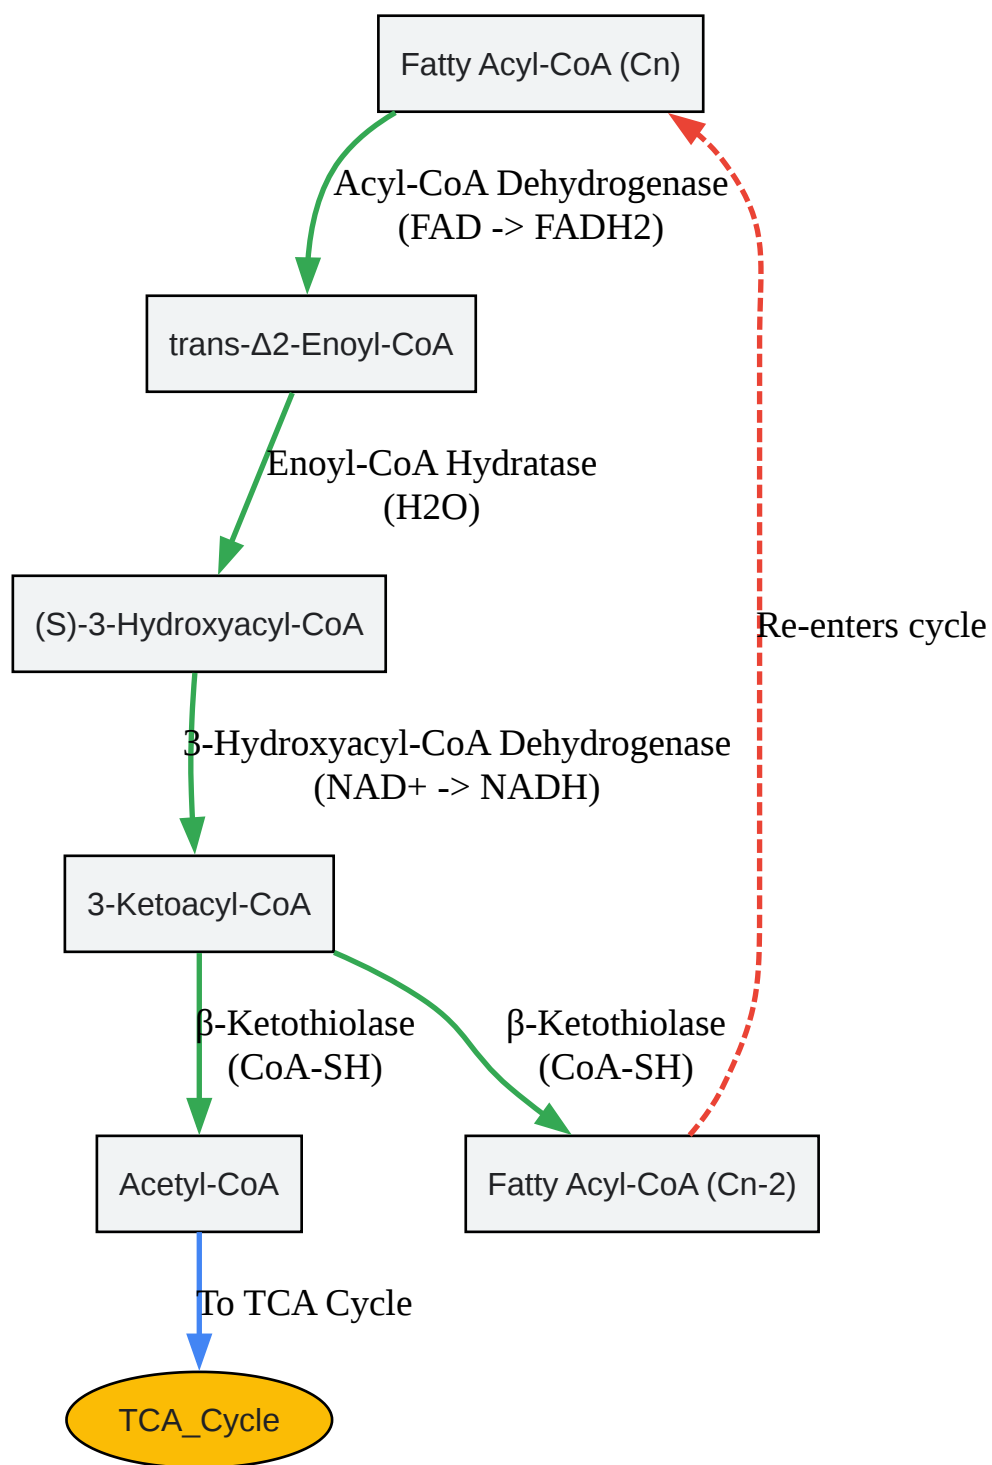 Fatty Acyl-CoA (Cn)
Acyl-CoA Dehydrogenase
(FAD -> FADH2)
trans-Δ2-Enoyl-CoA
Enoyl-CoA Hydratase
(H2O)
(S)-3-Hydroxyacyl-CoA
Re-enters cycle
3-Hydroxyacyl-CoA Dehydrogenase
(NAD+ -> NADH)
3-Ketoacyl-CoA
β-Ketothiolase
(CoA-SH)
β-Ketothiolase
(CoA-SH)
Acetyl-CoA
Fatty Acyl-CoA (Cn-2)
To TCA Cycle
TCA_Cycle